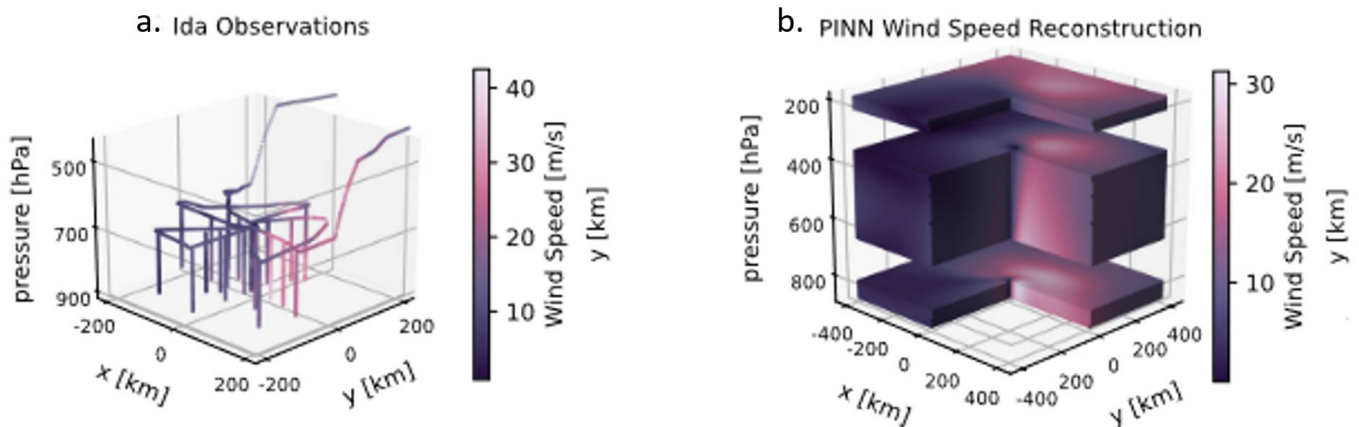 a. Ida Observations
pressure [hPa]
500
700
900
-200
0
200
x [km]
-200
0
200
y [km]
40
30
20
10
Wind Speed [m/s]
y [km]
b. PINN Wind Speed Reconstruction
pressure [hPa]
200
400
600
800
-400
-200
0
200
400
x [km]
-400
200
0
200
400
y [km]
30
20
10
Wind Speed [m/s]
y [km]